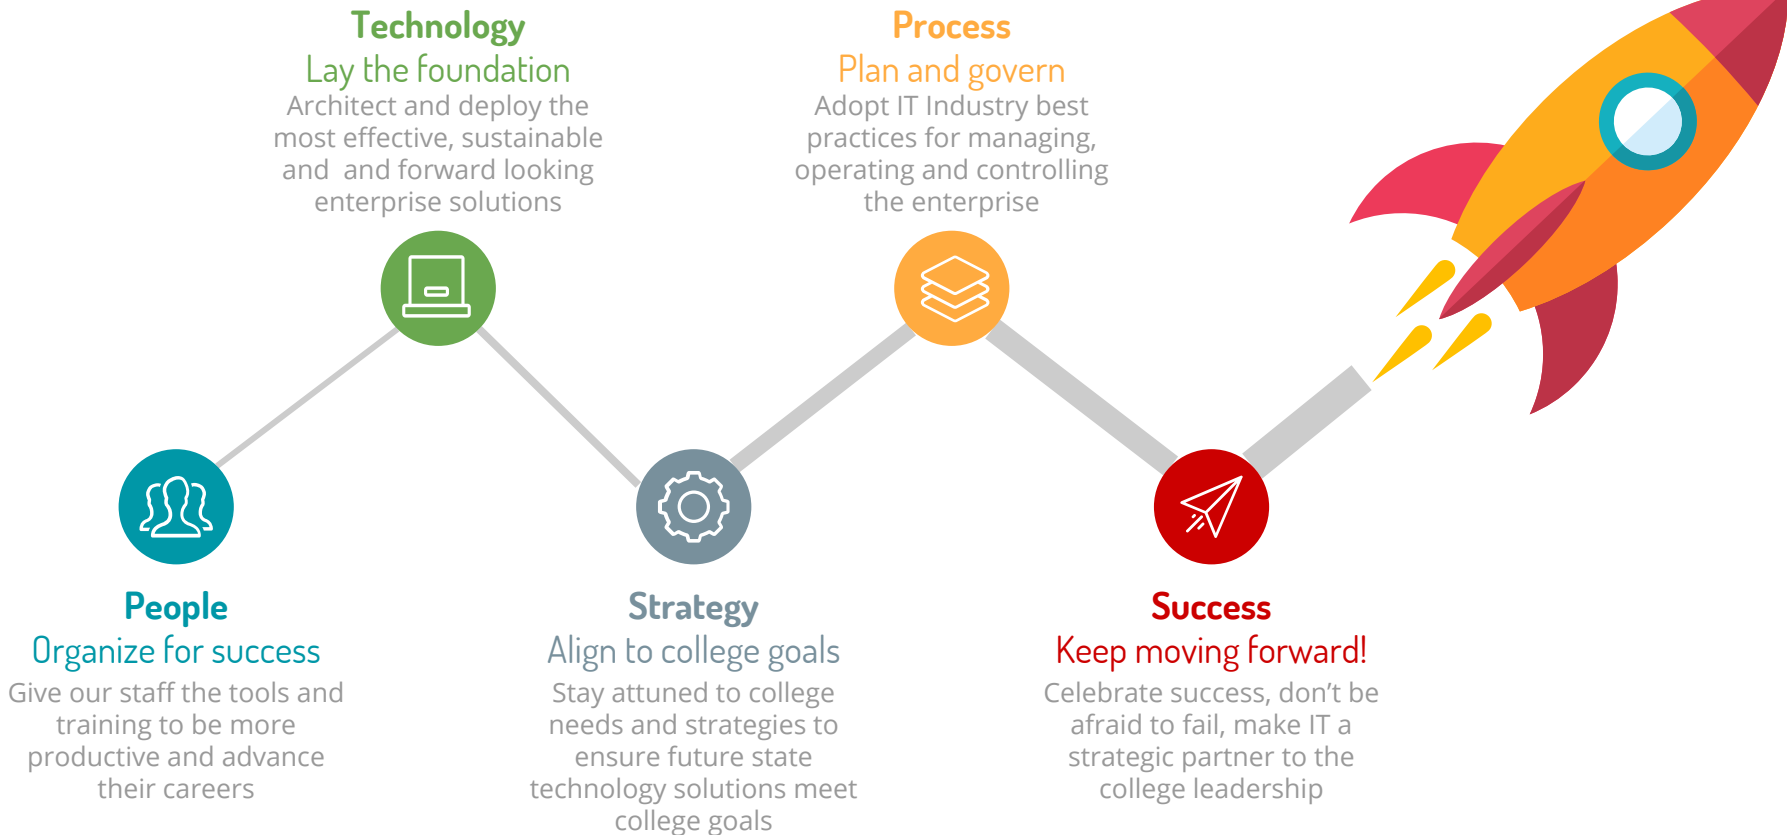 Technology
Lay the foundation
Architect and deploy the
most effective, sustainable
and  and forward looking
enterprise solutions
Process
Plan and govern
Adopt IT Industry best
practices for managing,
operating and controlling
the enterprise
People
Organize for success
Give our staff the tools and
training to be more
productive and advance
their careers
Strategy
Align to college goals
Stay attuned to college
needs and strategies to
ensure future state
technology solutions meet
college goals
Success
Keep moving forward!
Celebrate success, don’t be
afraid to fail, make IT a
strategic partner to the
college leadership